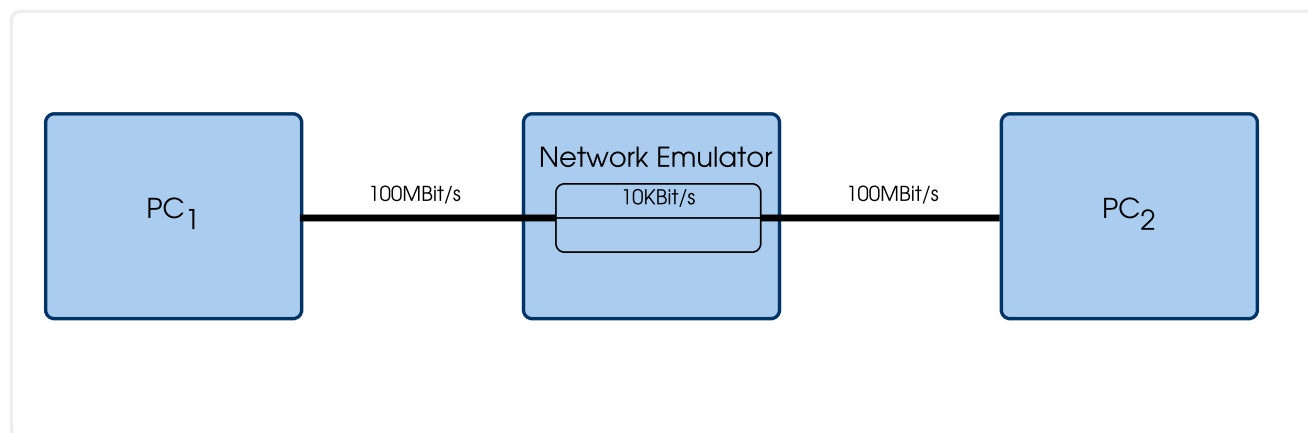 PC1
100MBit/s
Network Emulator
10KBit/s
100MBit/s
PC2